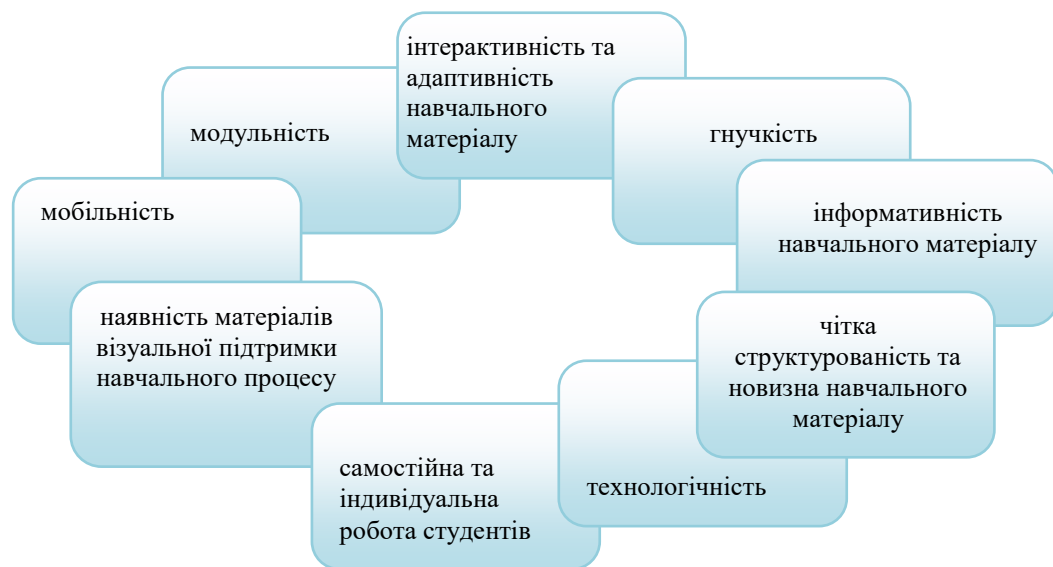 інтерактивність та
адаптивність
навчального
матеріалу
модульність
гнучкість
мобільність
інформативність
навчального матеріалу
наявність матеріалів
візуальної підтримки
навчального процесу
чітка
структурованість та
новизна навчального
матеріалу
самостійна та
індивідуальна
робота студентів
технологічність